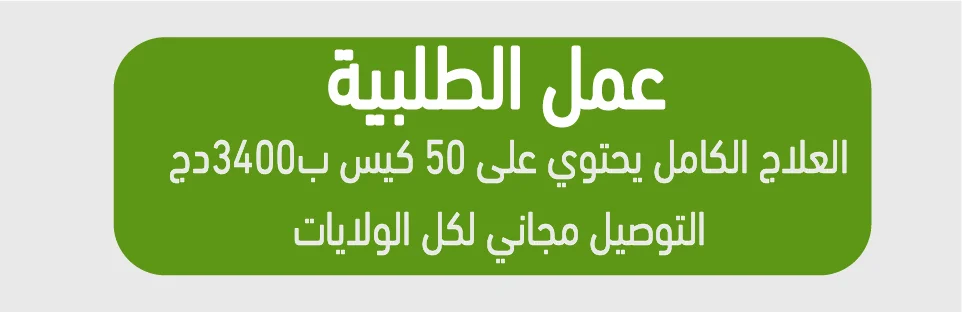 عمل الطلبية
العلاج الكامل يحتوي على 50 كيس ب3400دج
التوصيل مجاني لكل الولايات